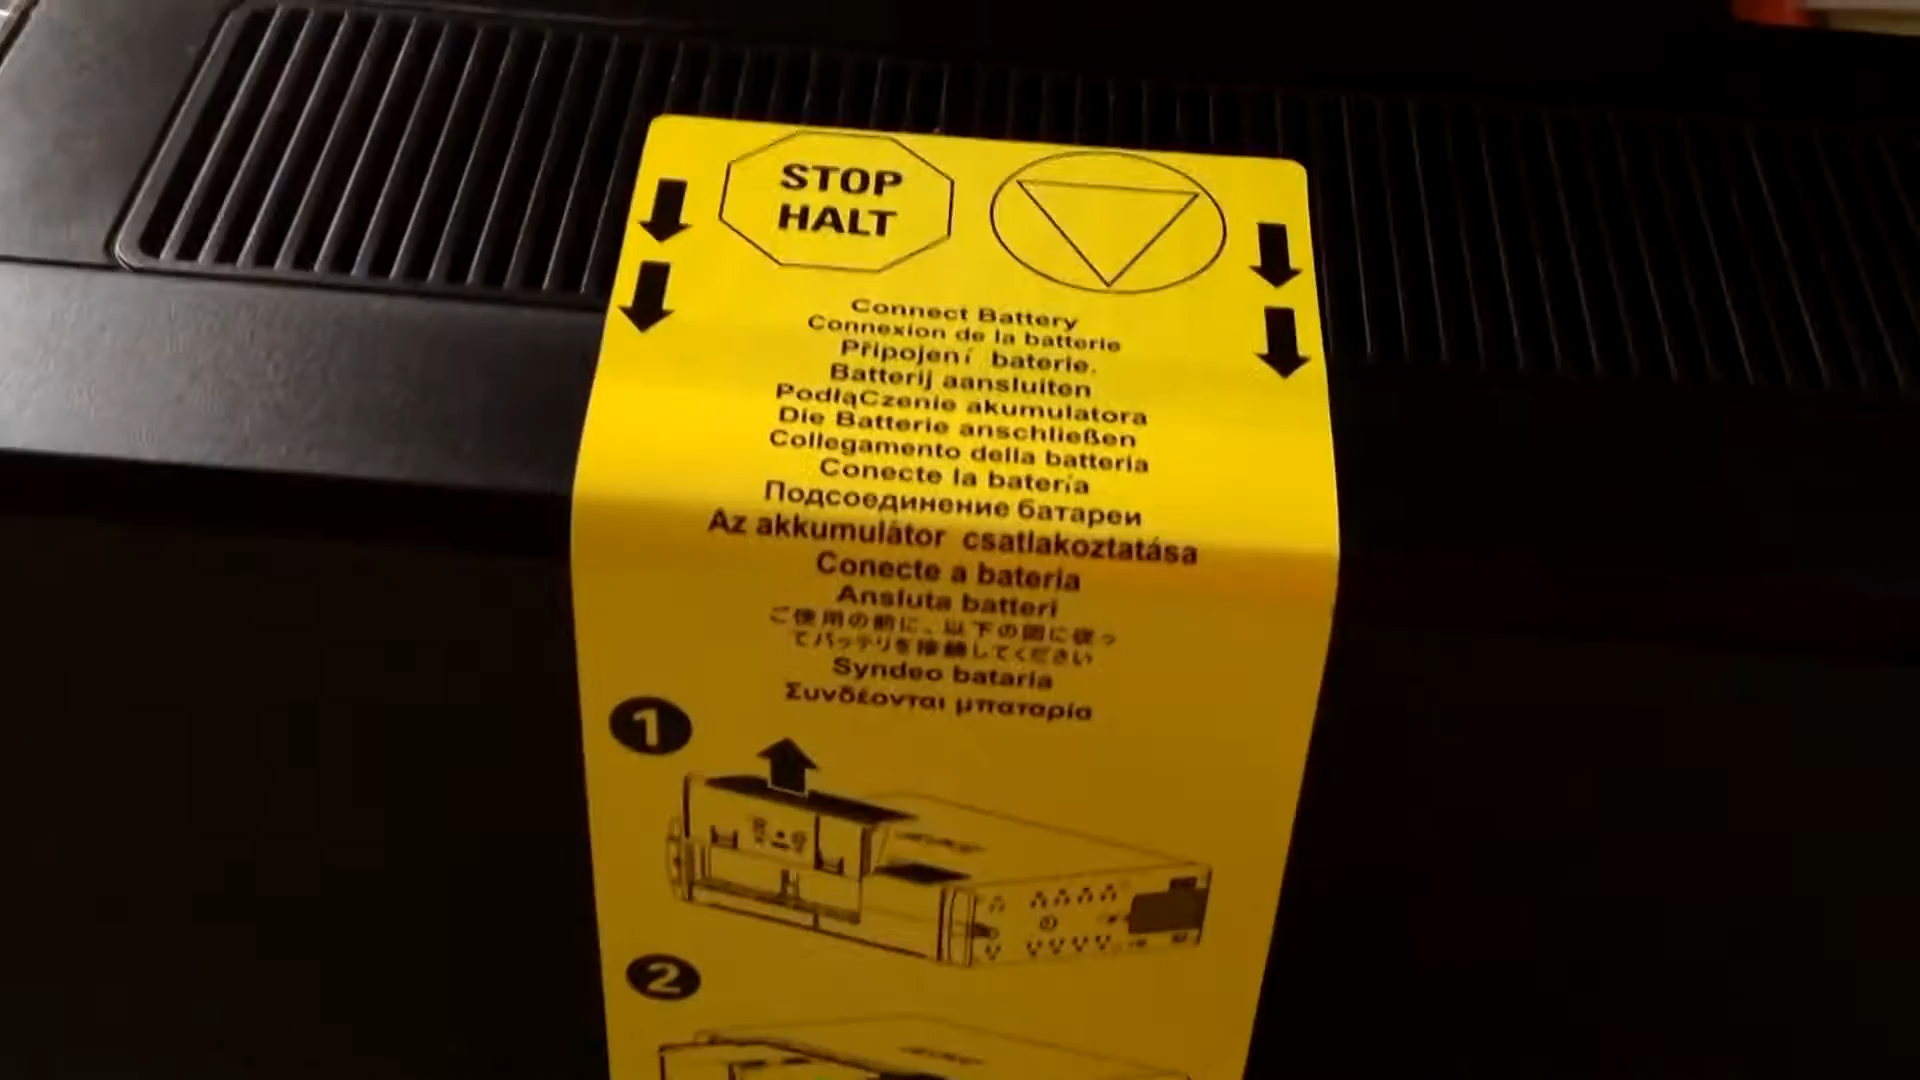 STOP
HALT
Connect Battery
Connexion de la batterie
Připojení baterie.
Batterij aansluiten
PodłąCzenie akumulatora
Die Batterie anschließen
Collegamento della batteria
Conecte la batería
Подсоединение батареи
Az akkumulátor csatlakoztatása
Conecte a bateria
Ansluta batteri
ご使用の前に、以下の図に従っ
てバッテリを接続してください
Syndeo bataria
Συνδέονται μπαταρία
1
2